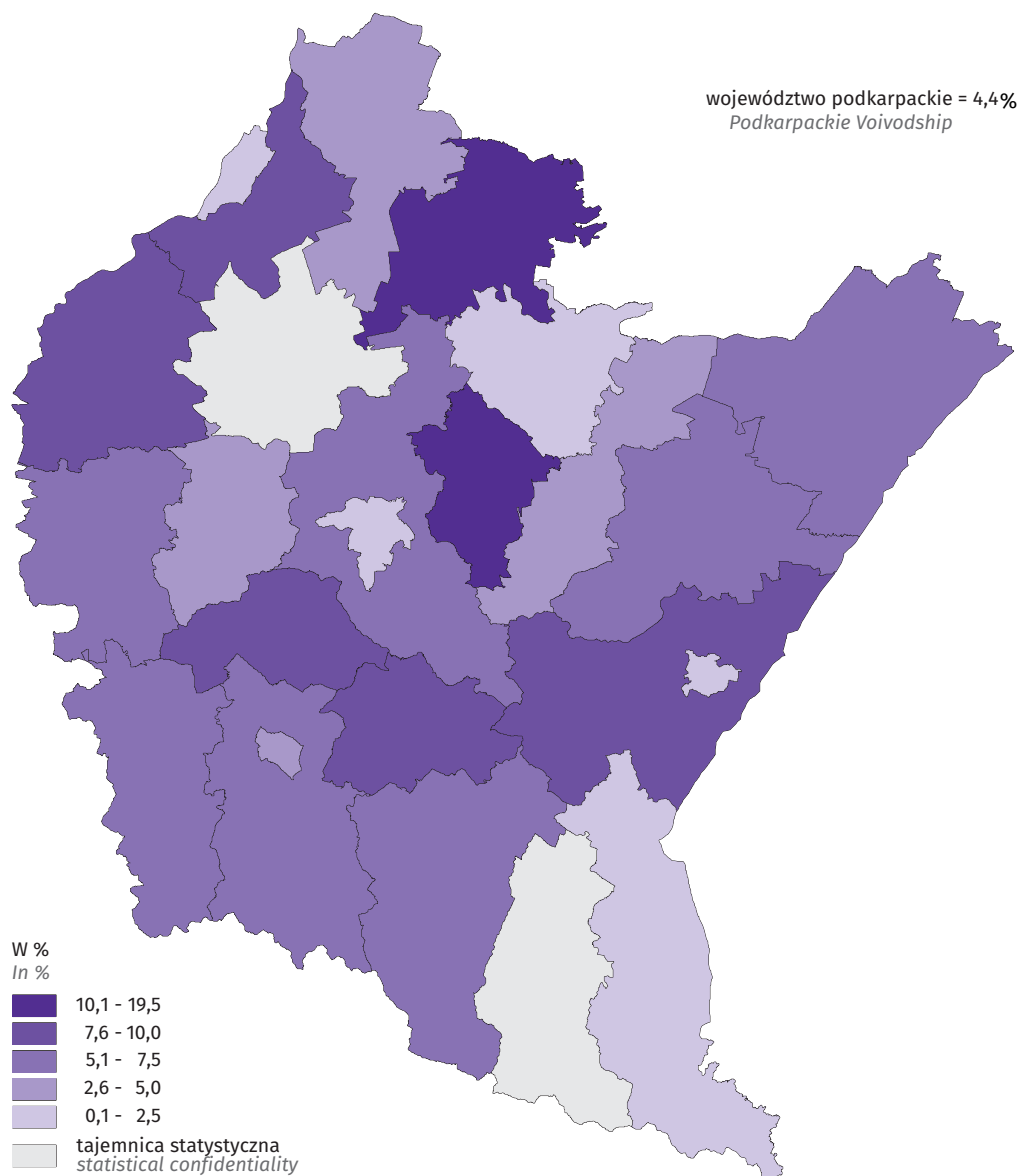 województwo podkarpackie = 4,4%
Podkarpackie Voivodship
W %
In %
10,1 - 19,5
7,6 - 10,0
5,1 - 7,5
2,6 - 5,0
0,1 - 2,5
tajemnica statystyczna
statistical confidentiality